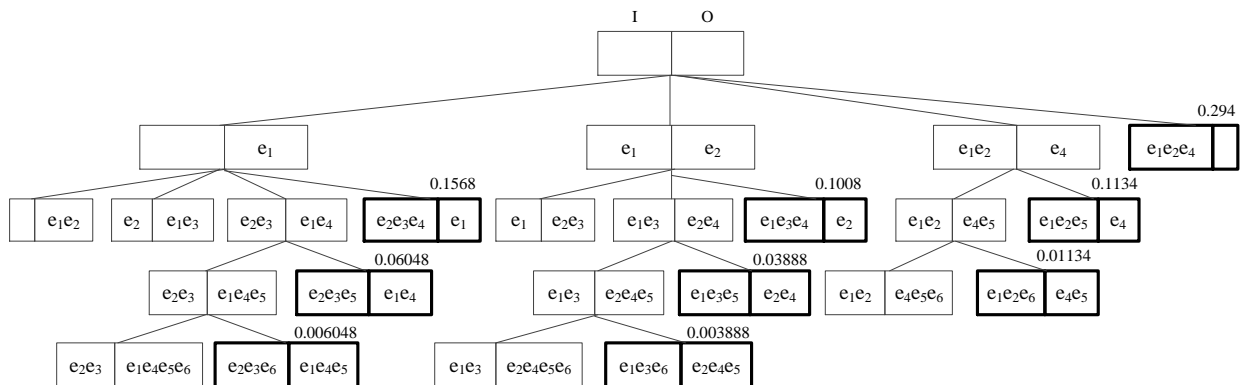 I O
0.294
e₁ e₁ e₂ e₁e₂ e₄ e₁e₂e₄
0.1568 0.1008 0.1134
e₁e₂ e₂ e₁e₃ e₂e₃ e₁e₄ e₂e₃e₄ e₁ e₁ e₂e₃ e₁e₃ e₂e₄ e₁e₃e₄ e₂ e₁e₂ e₄e₅ e₁e₂e₅ e₄
0.06048 0.03888 0.01134
e₂e₃ e₁e₄e₅ e₂e₃e₅ e₁e₄ e₁e₃ e₂e₄e₅ e₁e₃e₅ e₂e₄ e₁e₂ e₄e₅e₆ e₁e₂e₆ e₄e₅
0.006048 0.003888
e₂e₃ e₁e₄e₅e₆ e₂e₃e₆ e₁e₄e₅ e₁e₃ e₂e₄e₅e₆ e₁e₃e₆ e₂e₄e₅